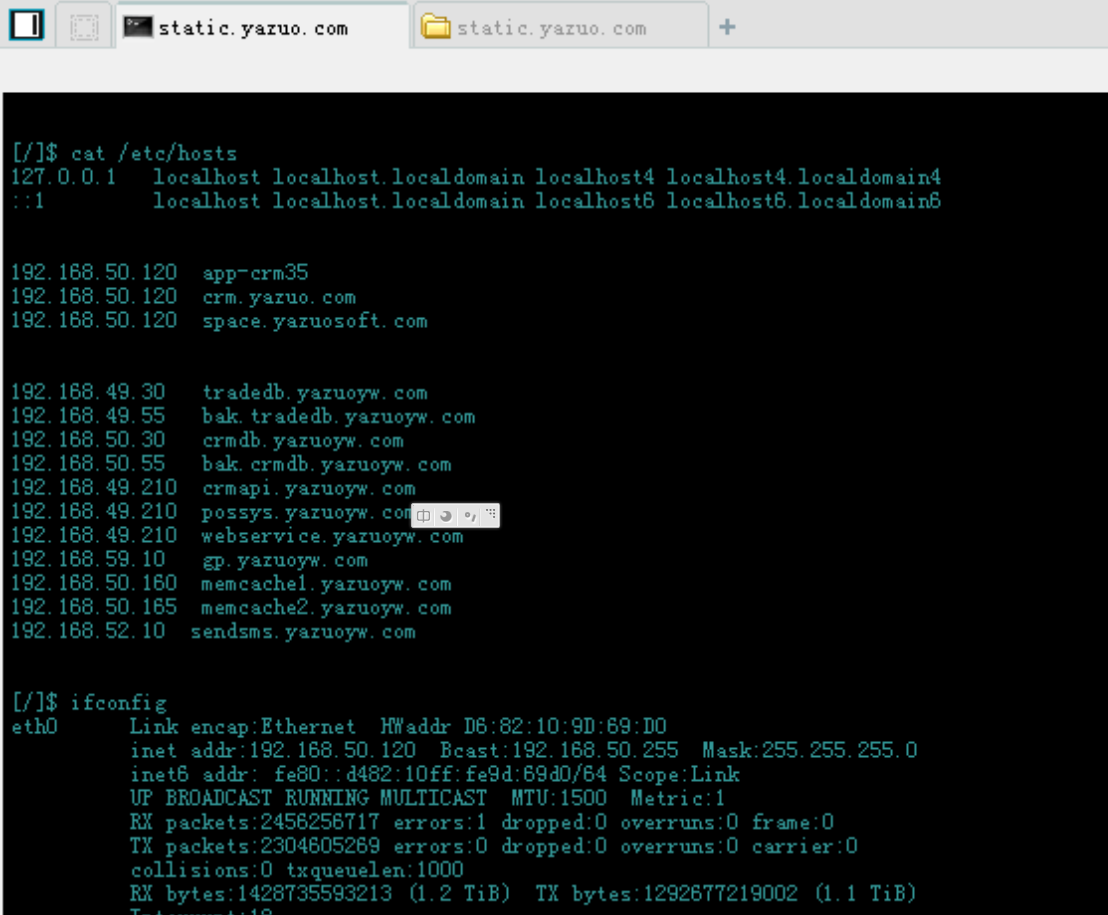 static.yazuo.com static.yazuo.com +
[/]$ cat /etc/hosts
127.0.0.1 localhost localhost.localdomain localhost4 localhost4.localdomain4
::1 localhost localhost.localdomain localhost6 localhost6.localdomain6
192.168.50.120 app-crm35
192.168.50.120 crm.yazuo.com
192.168.50.120 space.yazuosoft.com
192.168.49.30 tradedb.yazuoyw.com
192.168.49.55 bak.tradedb.yazuoyw.com
192.168.50.30 crmdb.yazuoyw.com
192.168.50.55 bak.crmdb.yazuoyw.com
192.168.49.210 crmapi.yazuoyw.com
192.168.49.210 possys.yazuoyw.com 中
192.168.49.210 webservice.yazuoyw.com
192.168.59.10 gp.yazuoyw.com
192.168.50.160 memcache1.yazuoyw.com
192.168.50.165 memcache2.yazuoyw.com
192.168.52.10 sendsms.yazuoyw.com
[/]$ ifconfig
eth0 Link encap:Ethernet HWaddr D6:82:10:9D:69:D0
inet addr:192.168.50.120 Bcast:192.168.50.255 Mask:255.255.255.0
inet6 addr: fe80::d482:10ff:fe9d:69d0/64 Scope:Link
UP BROADCAST RUNNING MULTICAST MTU:1500 Metric:1
RX packets:2456256717 errors:1 dropped:0 overruns:0 frame:0
TX packets:2304605269 errors:0 dropped:0 overruns:0 carrier:0
collisions:0 txqueuelen:1000
RX bytes:1428735593213 (1.2 TiB) TX bytes:1292677219002 (1.1 TiB)